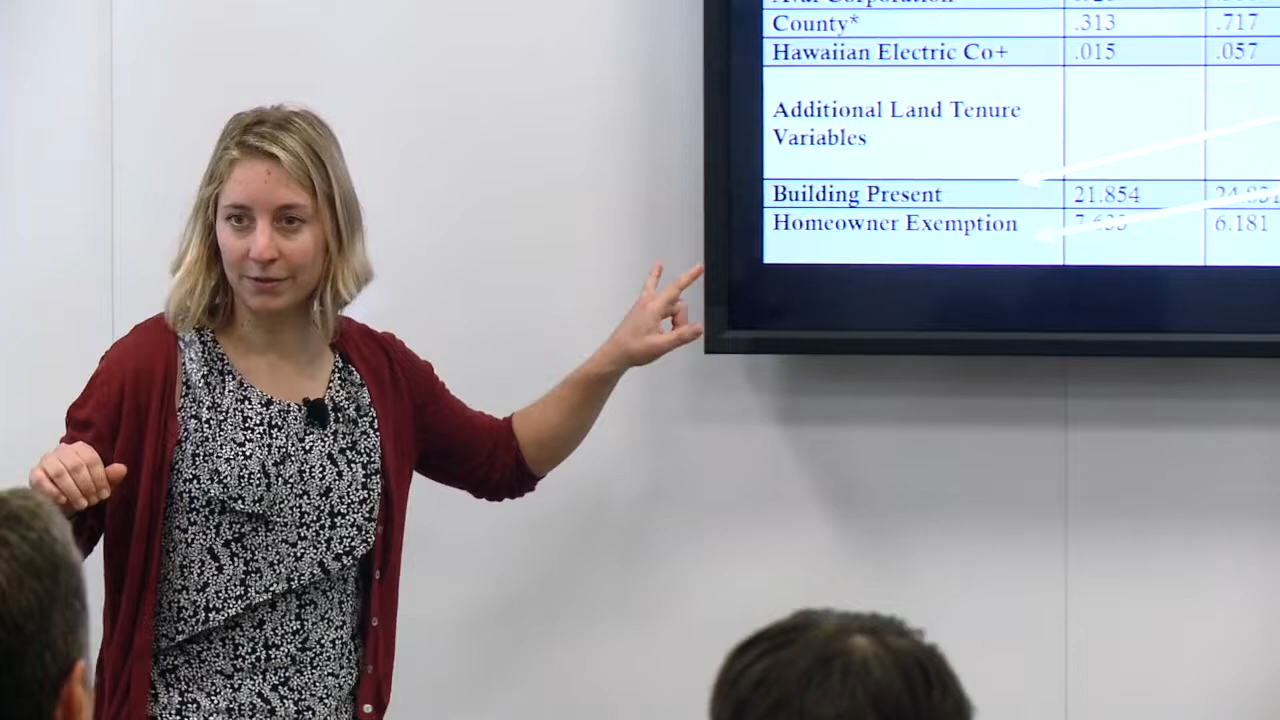 Corporation
County* .313 .717
Hawaiian Electric Co+ .015 .057
Additional Land Tenure
Variables
Building Present 21.854
Homeowner Exemption 6.181